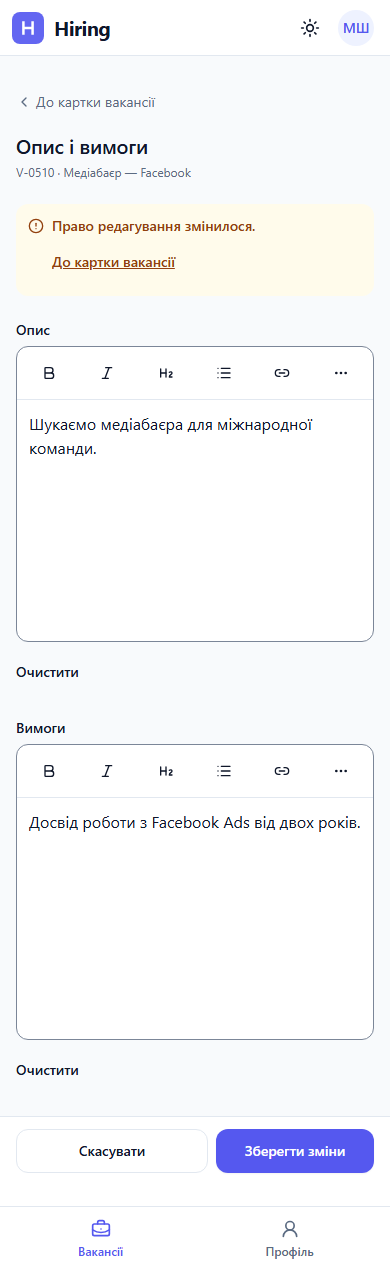 H Hiring
МШ
До картки вакансії
Опис і вимоги
V-0510 · Медіабаєр — Facebook
Право редагування змінилося.
До картки вакансії
Опис
B I H2
Шукаємо медіабаєра для міжнародної
команди.
Очистити
Вимоги
B I H2
Досвід роботи з Facebook Ads від двох років.
Очистити
Скасувати
Зберегти зміни
Вакансії
Профіль